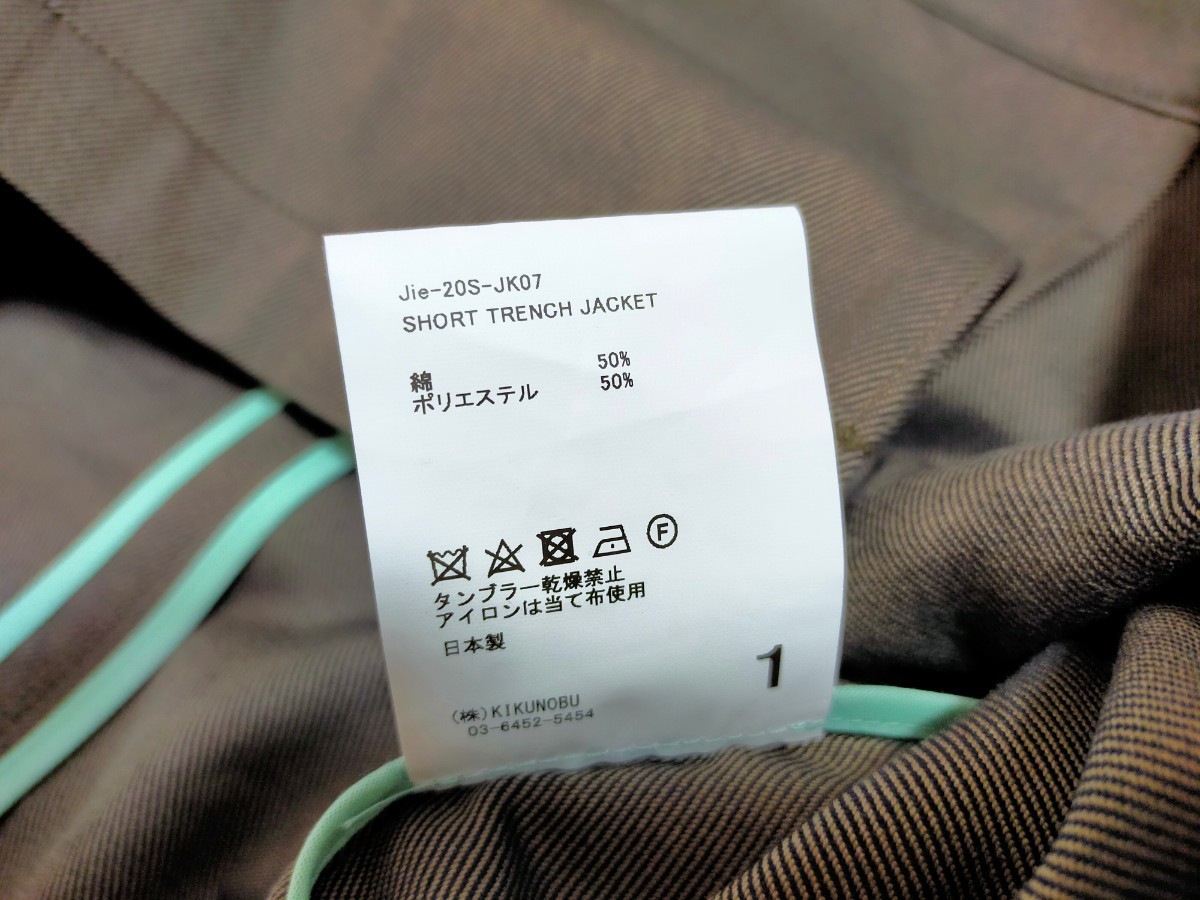 Jie-20S-JK07
SHORT TRENCH JACKET
綿 50%
ポリエステル 50%
F
タンブラー乾燥禁止
アイロンは当て布使用
日本製
1
(株)KIKUNOBU
03-6452-5454